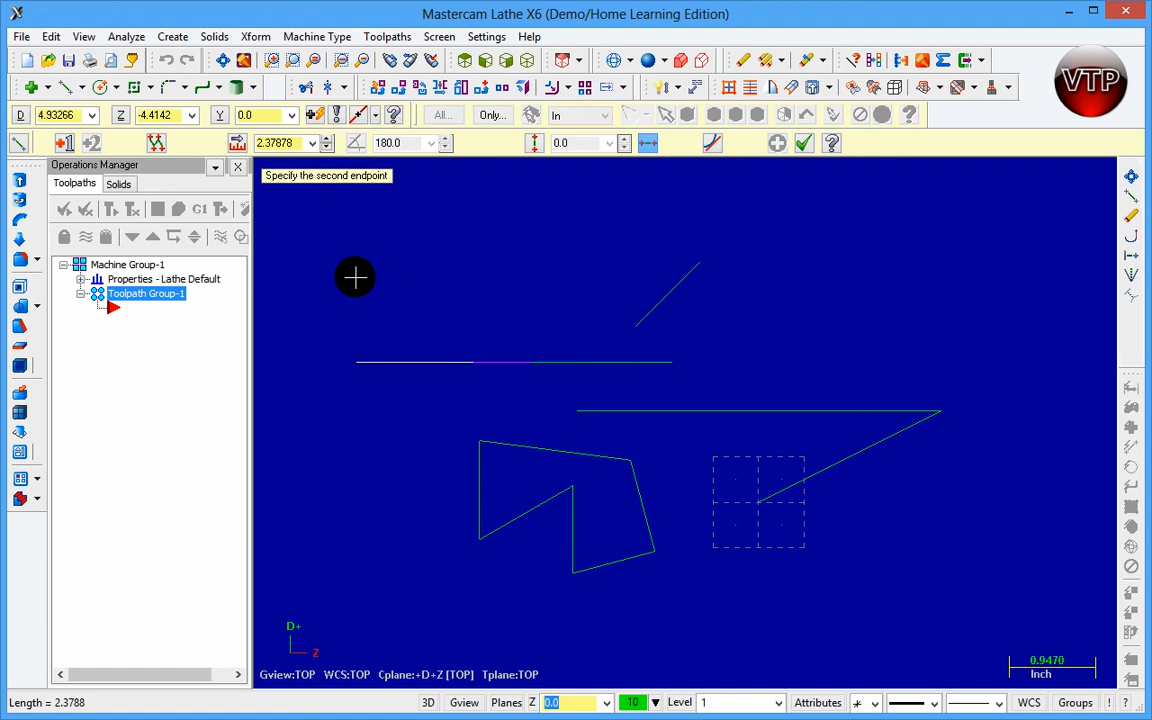 Mastercam Lathe X6 (Demo/Home Learning Edition)
File Edit View Analyze Create Solids Xform Machine Type Toolpaths Screen Settings Help
D 4.93266 Z -4.4142 Y 0.0 All... Only... In
2.37878 180.0 0.0
VTP
Operations Manager
Toolpaths Solids
G1
Machine Group-1
Properties - Lathe Default
Toolpath Group-1
Specify the second endpoint
D+
Z
Gview:TOP WCS:TOP Cplane:+D+Z [TOP] Tplane:TOP
0.9470
Inch
Length = 2.3788 3D Gview Planes Z 0.0 10 Level 1 Attributes WCS Groups ! ?